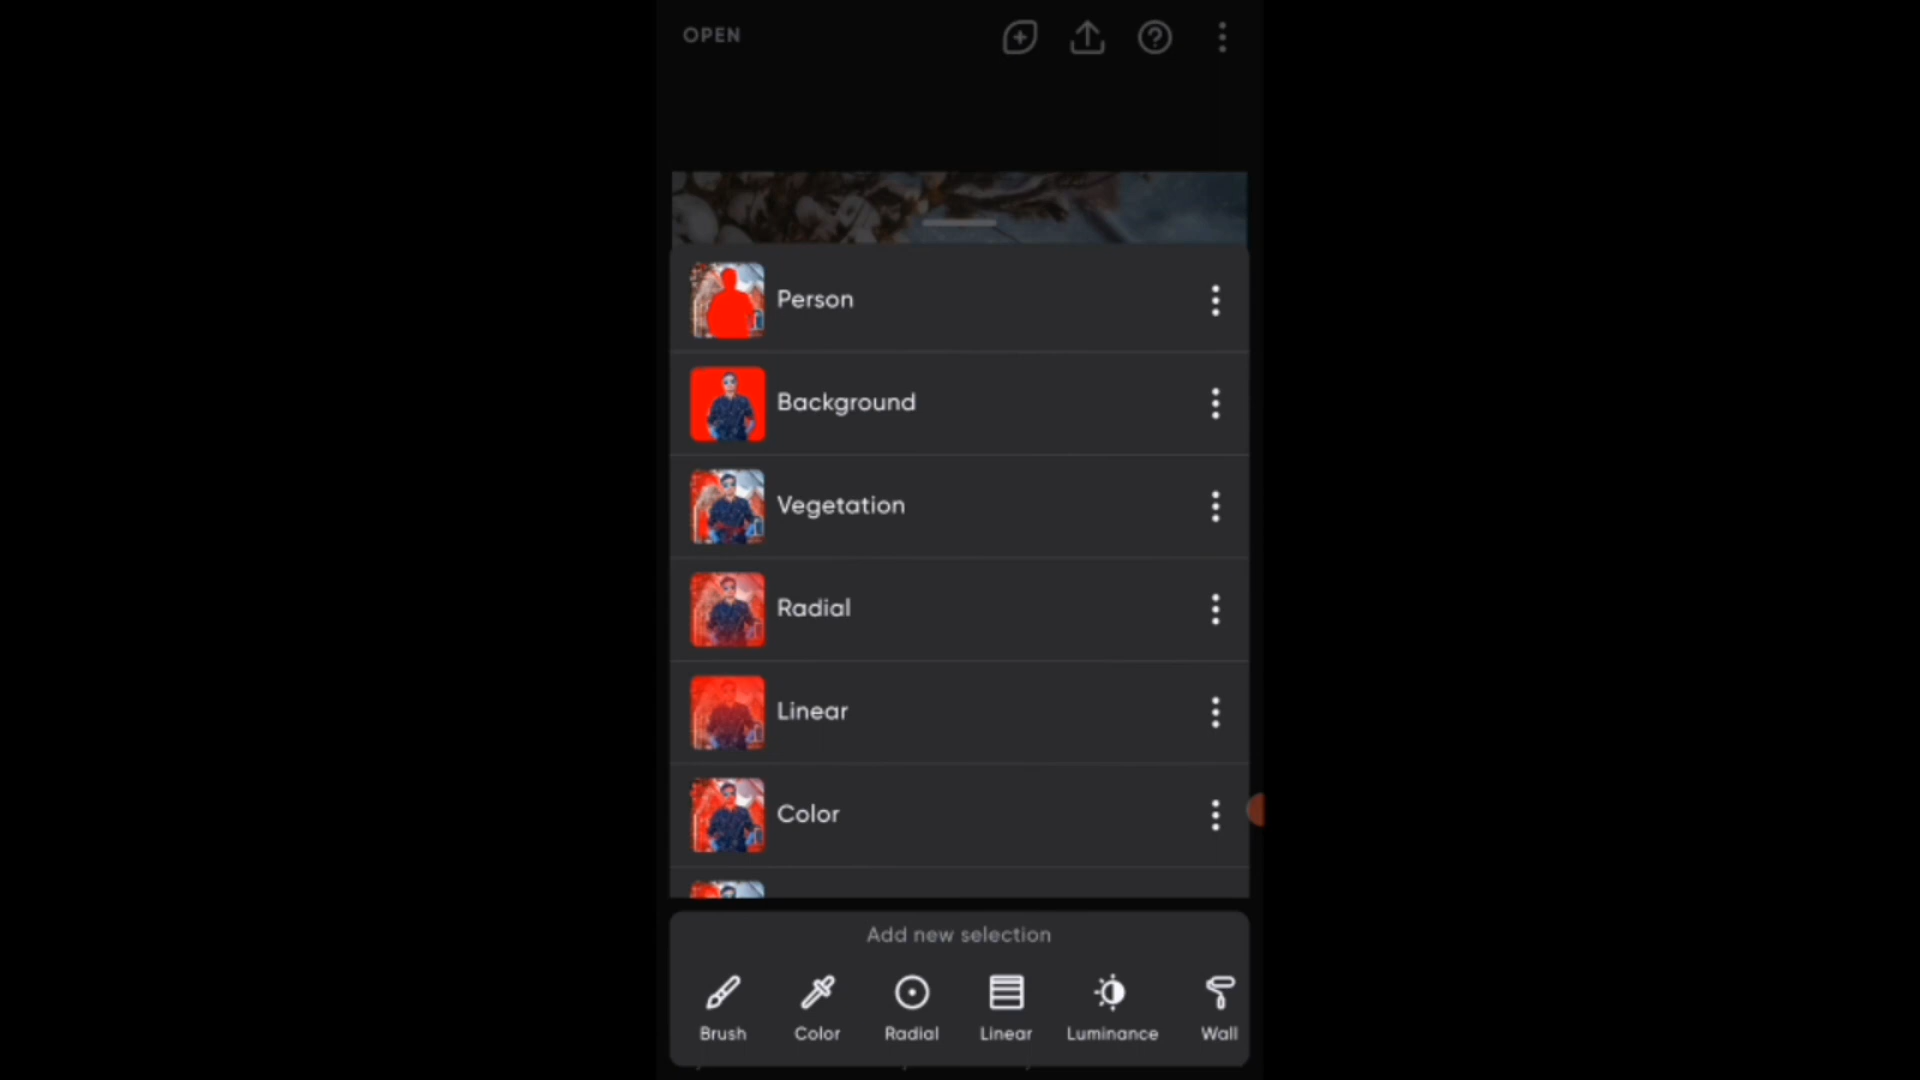 OPEN
Person
Background
Vegetation
Radial
Linear
Color
Add new selection
Brush
Color
Radial
Linear
Luminance
Wall